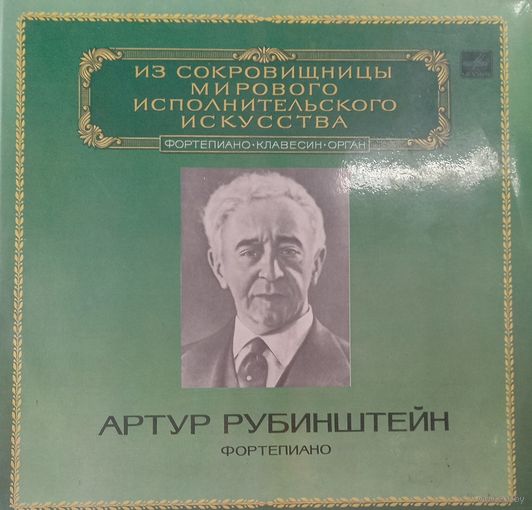 ИЗ СОКРОВИЩНИЦЫ
МИРОВОГО
ИСПОЛНИТЕЛЬСКОГО
ИСКУССТВА
ФОРТЕПИАНО·КЛАВЕСИН·ОРГАН
АРТУР РУБИНШТЕЙН
ФОРТЕПИАНО